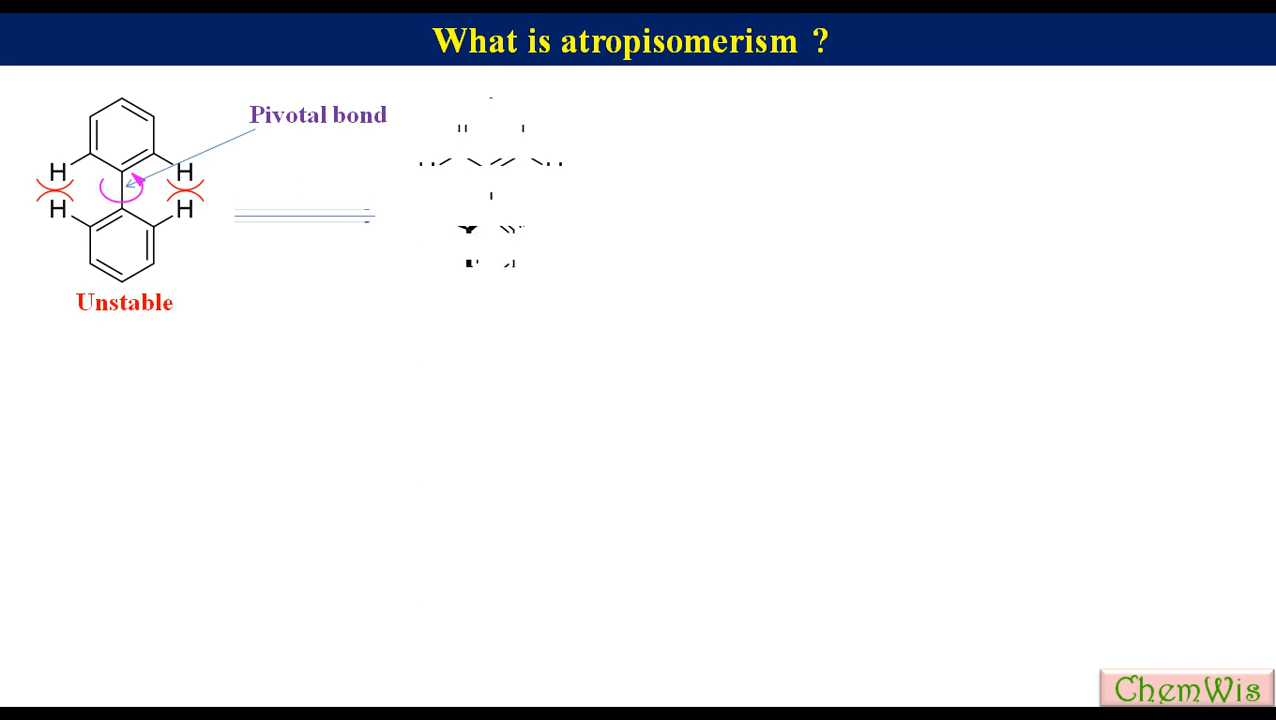 What is atropisomerism ?
Pivotal bond
H H
H H
Unstable
ChemWis